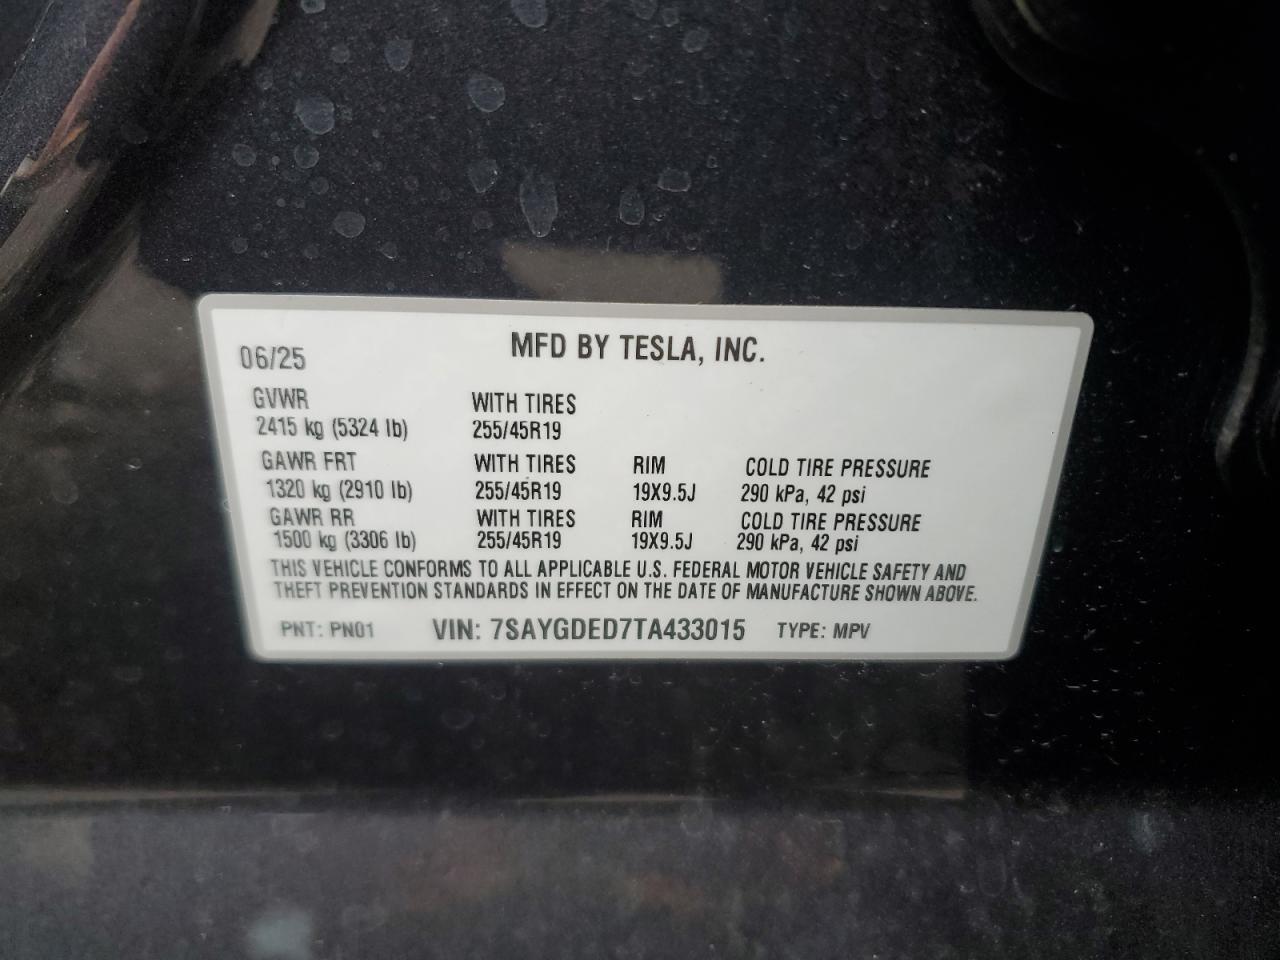 MFD BY TESLA, INC.
06/25
GVWR WITH TIRES
2415 kg (5324 lb) 255/45R19
GAWR FRT WITH TIRES RIM COLD TIRE PRESSURE
1320 kg (2910 lb) 255/45R19 19X9.5J 290 kPa, 42 psi
GAWR RR WITH TIRES RIM COLD TIRE PRESSURE
1500 kg (3306 lb) 255/45R19 19X9.5J 290 kPa, 42 psi
THIS VEHICLE CONFORMS TO ALL APPLICABLE U.S. FEDERAL MOTOR VEHICLE SAFETY AND
THEFT PREVENTION STANDARDS IN EFFECT ON THE DATE OF MANUFACTURE SHOWN ABOVE.
PNT: PN01 VIN: 7SAYGDED7TA433015 TYPE: MPV